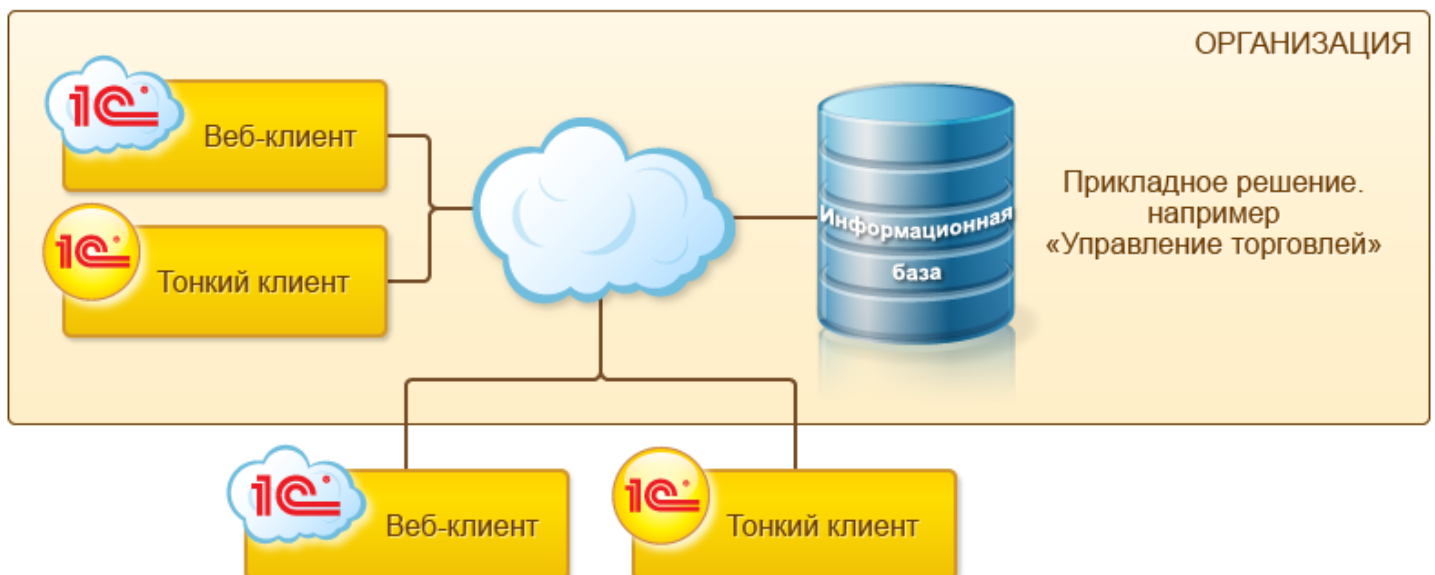 ОРГАНИЗАЦИЯ
1С
Веб-клиент
1С
Тонкий клиент
Информационная
база
Прикладное решение.
например
«Управление торговлей»
1С
Веб-клиент
1С
Тонкий клиент